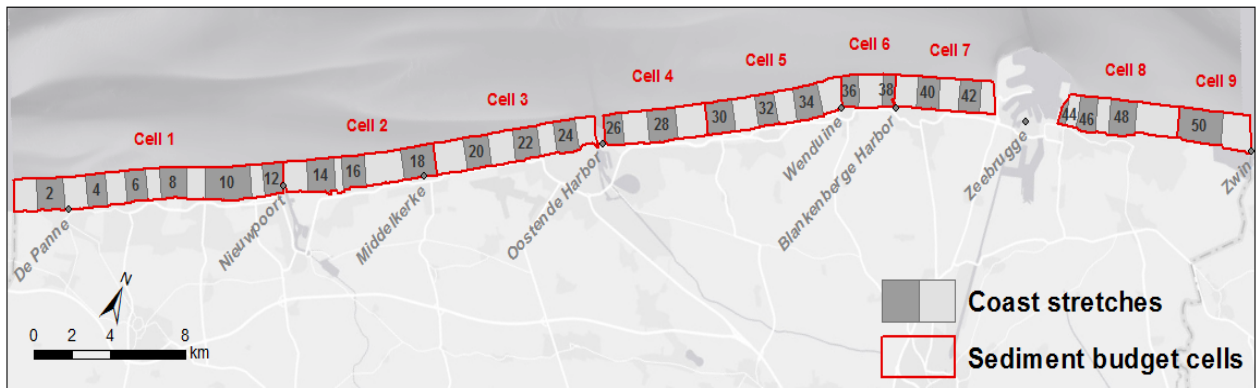 Cell 1
Cell 2
Cell 3
Cell 4
Cell 5
Cell 6
Cell 7
Cell 8
Cell 9
2
4
6
8
10
12
14
16
18
20
22
24
26
28
30
32
34
36
38
40
42
44
46
48
50
De Panne
Nieuwpoort
Middelkerke
Oostende Harbor
Wenduine
Blankenberge Harbor
Zeebrugge
Zwin
N
0 2 4 8
km
Coast stretches
Sediment budget cells